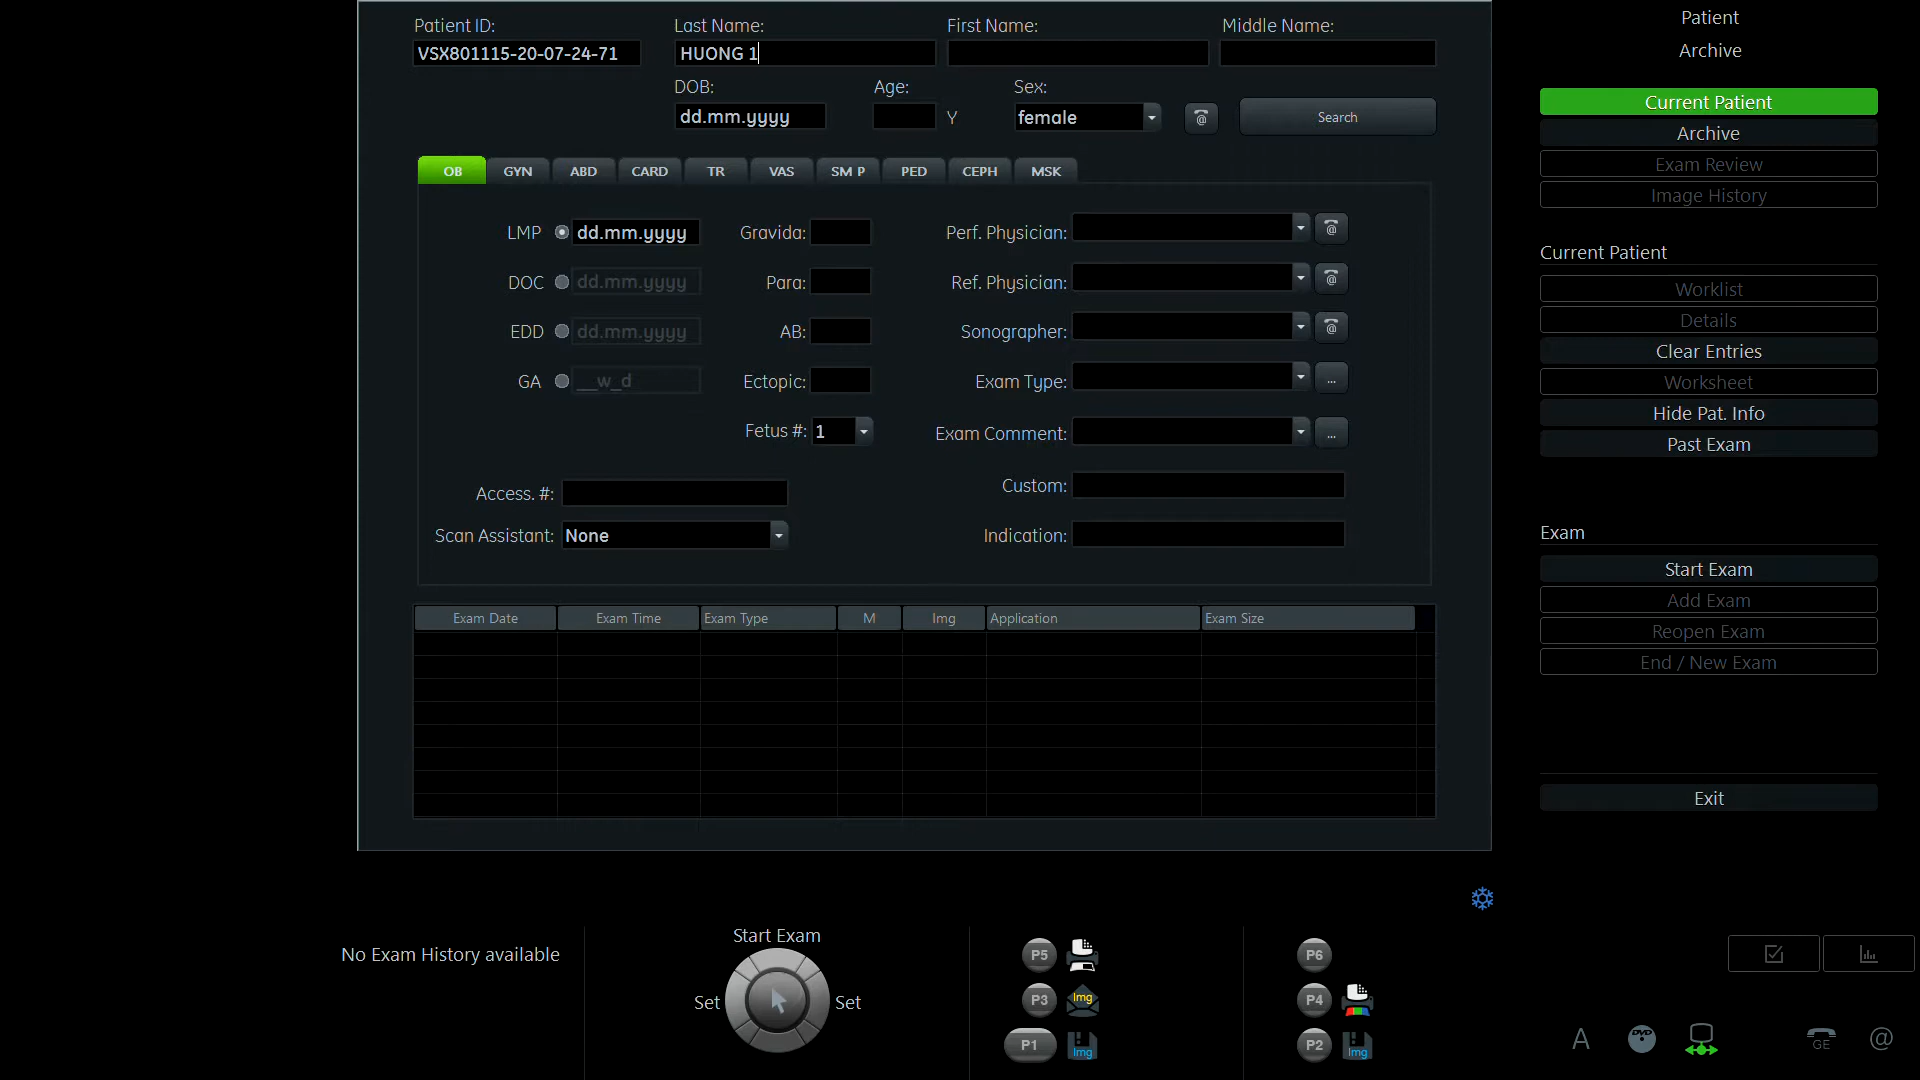 Patient ID: Last Name: First Name: Middle Name:
VSX801115-20-07-24-71 HUONG 1
DOB: Age: Sex:
dd.mm.yyyy Y female @ Search
OB GYN ABD CARD TR VAS SM P PED CEPH MSK
LMP dd.mm.yyyy Gravida: Perf. Physician: @
DOC dd.mm.yyyy Para: Ref. Physician: @
EDD dd.mm.yyyy AB: Sonographer: @
GA __w_d Ectopic: Exam Type: ...
Fetus #: 1 Exam Comment: ...
Access. #: Custom:
Scan Assistant: None Indication:
Exam Date Exam Time Exam Type M Img Application Exam Size
Patient
Archive
Current Patient
Archive
Exam Review
Image History
Current Patient
Worklist
Details
Clear Entries
Worksheet
Hide Pat. Info
Past Exam
Exam
Start Exam
Add Exam
Reopen Exam
End / New Exam
Exit
No Exam History available
Start Exam
Set Set
P5
P3 Img
P1 Img
P6
P4
P2 Img
A DVD GE @